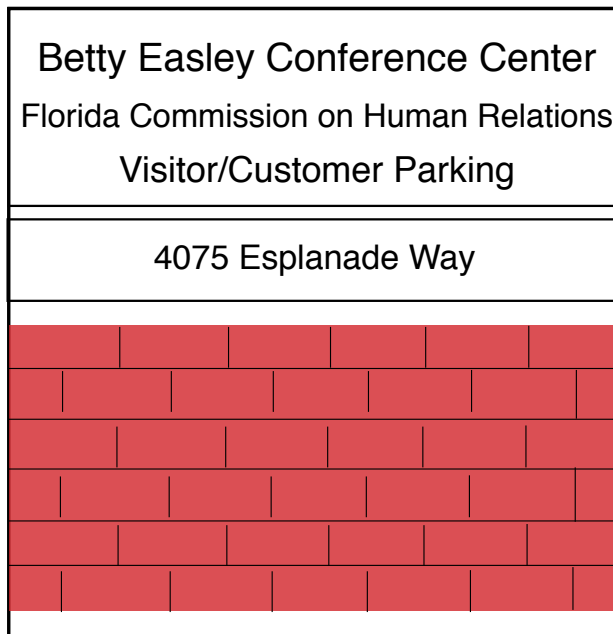 Betty Easley Conference Center
Florida Commission on Human Relations
Visitor/Customer Parking
4075 Esplanade Way